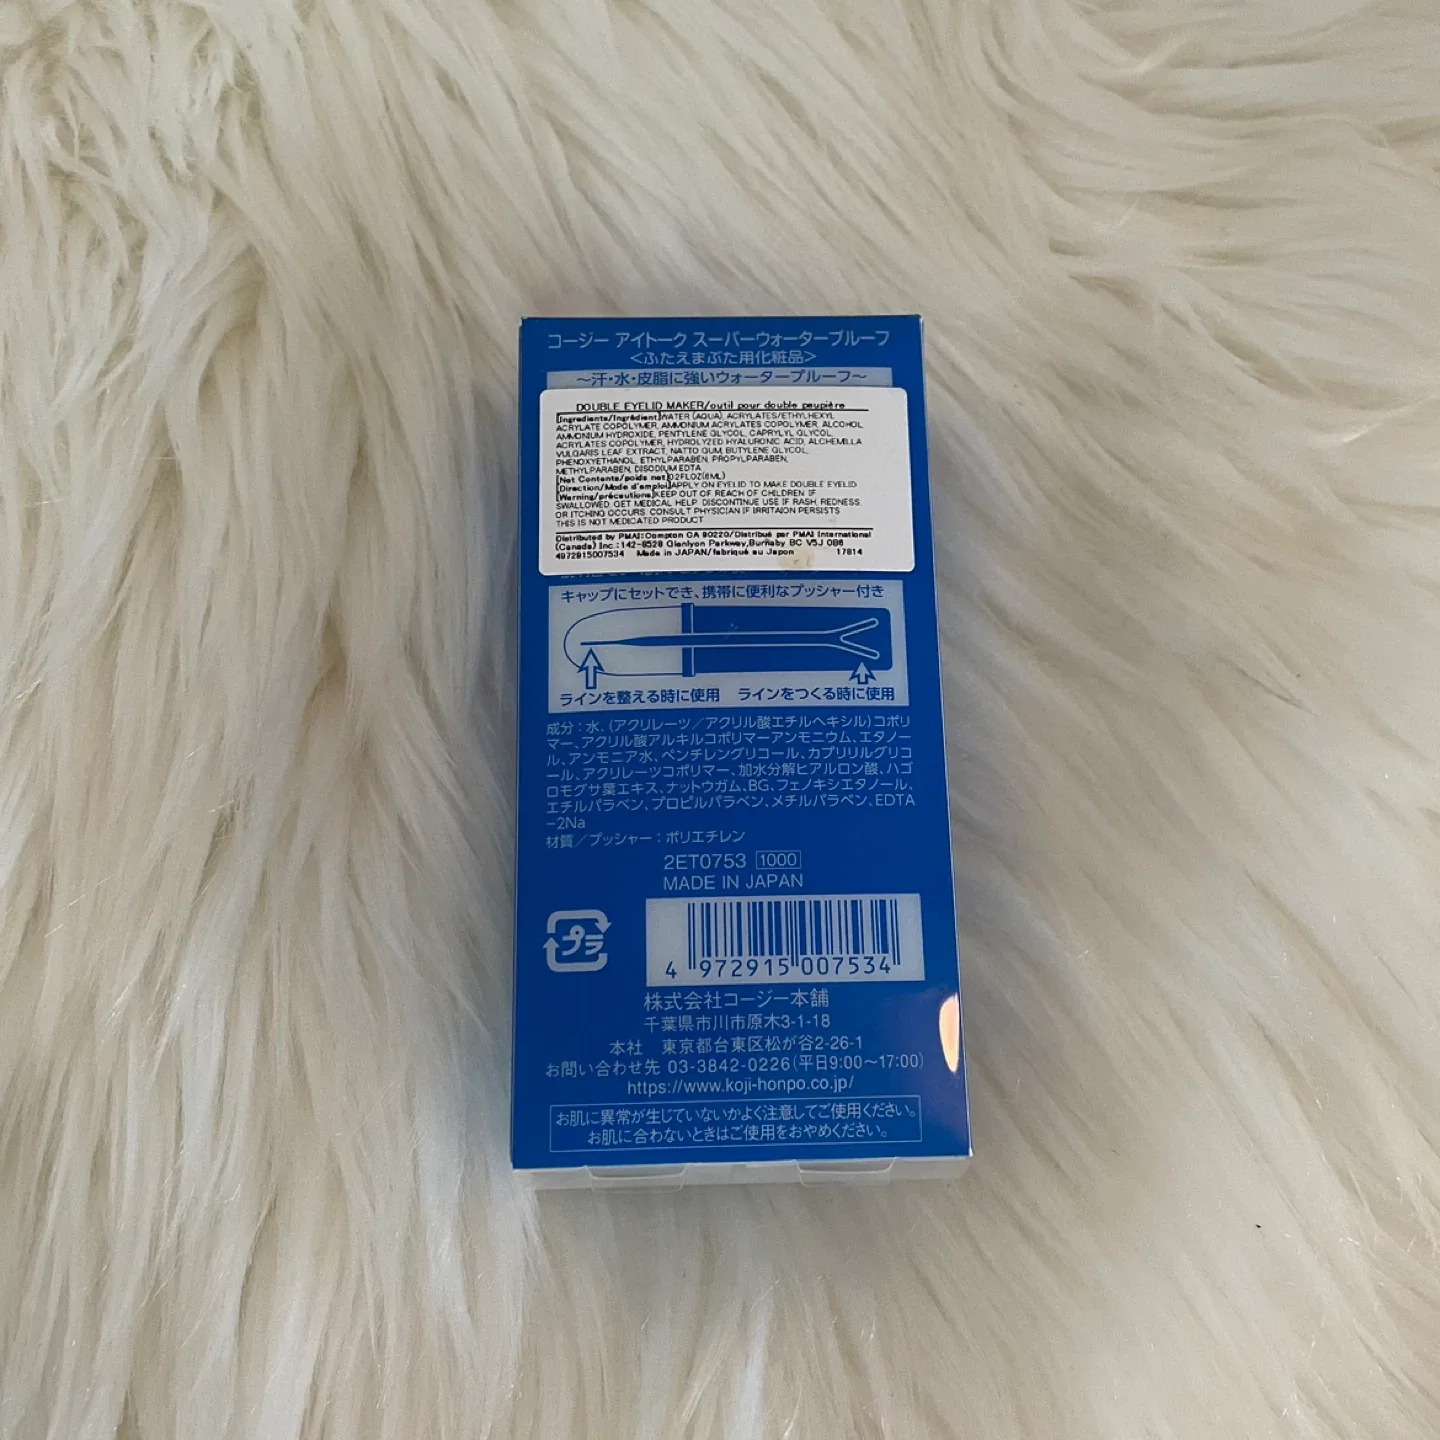 コージー アイトーク スーパーウォータープルーフ
<ふたえまぶた用化粧品>
〜汗・水・皮脂に強いウォータープルーフ〜
DOUBLE EYELID MAKER/outil pour double paupière
[Ingredients/Ingrédient]WATER (AQUA), ACRYLATES/ETHYLHEXYL
ACRYLATE COPOLYMER, AMMONIUM ACRYLATES COPOLYMER, ALCOHOL,
AMMONIUM HYDROXIDE, PENTYLENE GLYCOL, CAPRYLYL GLYCOL,
ACRYLATES COPOLYMER, HYDROLYZED HYALURONIC ACID, ALCHEMILLA
VULGARIS LEAF EXTRACT, NATTO GUM, BUTYLENE GLYCOL,
PHENOXYETHANOL, ETHYLPARABEN, PROPYLPARABEN,
METHYLPARABEN, DISODIUM EDTA
[Net Contents/poids net]0.2FLOZ(6ML)
[Direction/Mode d'emploi]APPLY ON EYELID TO MAKE DOUBLE EYELID
[Warning/précautions]KEEP OUT OF REACH OF CHILDREN. IF
SWALLOWED, GET MEDICAL HELP. DISCONTINUE USE IF RASH, REDNESS,
OR ITCHING OCCURS. CONSULT PHYSICIAN IF IRRITAION PERSISTS
THIS IS NOT MEDICATED PRODUCT
Distributed by PMAI:Compton CA 90220/Distribué par PMAI International
(Canada) Inc.:142-8528 Glenlyon Parkway,Burnaby BC V5J 0B6
4972915007534 Made in JAPAN/fabriqué au Japon 17814
キャップにセットでき、携帯に便利なプッシャー付き
ラインを整える時に使用 ラインをつくる時に使用
成分：水、(アクリレーツ／アクリル酸エチルヘキシル)コポリ
マー、アクリル酸アルキルコポリマーアンモニウム、エタノー
ル、アンモニア水、ペンチレングリコール、カプリリルグリコ
ール、アクリレーツコポリマー、加水分解ヒアルロン酸、ハゴ
ロモグサ葉エキス、ナットウガム、BG、フェノキシエタノール、
エチルパラベン、プロピルパラベン、メチルパラベン、EDTA
-2Na
材質／プッシャー：ポリエチレン
2ET0753 1000
MADE IN JAPAN
プラ
4 972915 007534
株式会社コージー本舗
千葉県市川市原木3-1-18
本社 東京都台東区松が谷2-26-1
お問い合わせ先 03-3842-0226(平日9:00〜17:00)
https://www.koji-honpo.co.jp/
お肌に異常が生じていないかよく注意してご使用ください。
お肌に合わないときはご使用をおやめください。